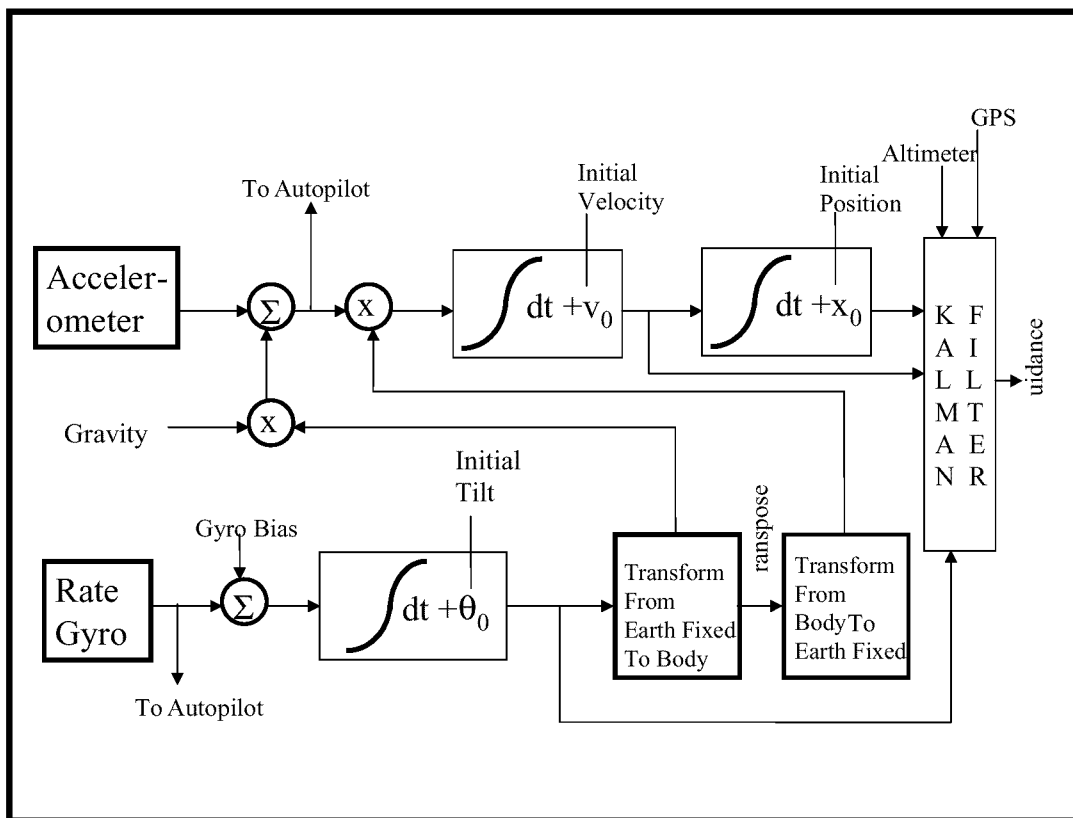 GPS
Altimeter
To Autopilot
Initial
Velocity
Initial
Position
Acceler-
ometer
Σ
x
dt +v0
dt +x0
KALMAN
FILTER
uidance
Gravity
x
Initial
Tilt
Gyro Bias
ranspose
Rate
Gyro
Σ
dt +θ0
Transform
From
Earth Fixed
To Body
Transform
From
BodyTo
Earth Fixed
To Autopilot